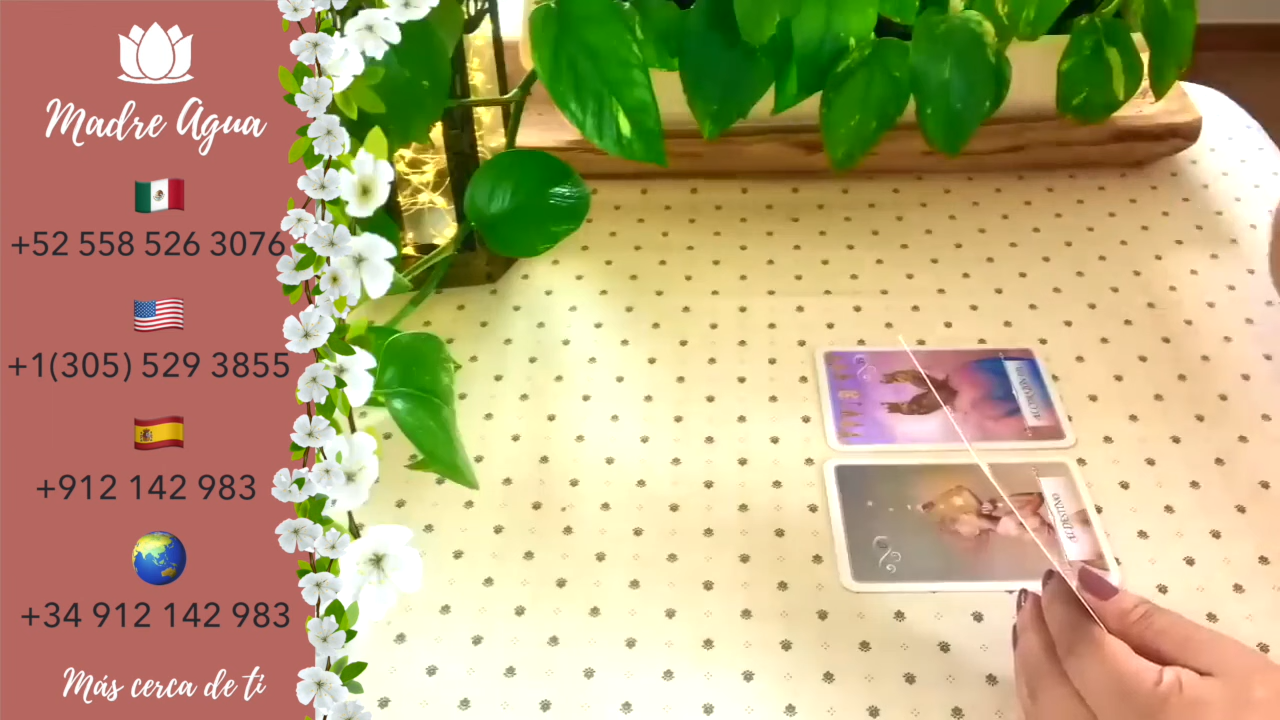 Madre Agua
+52 558 526 3076
+1(305) 529 3855
+912 142 983
+34 912 142 983
Más cerca de tí